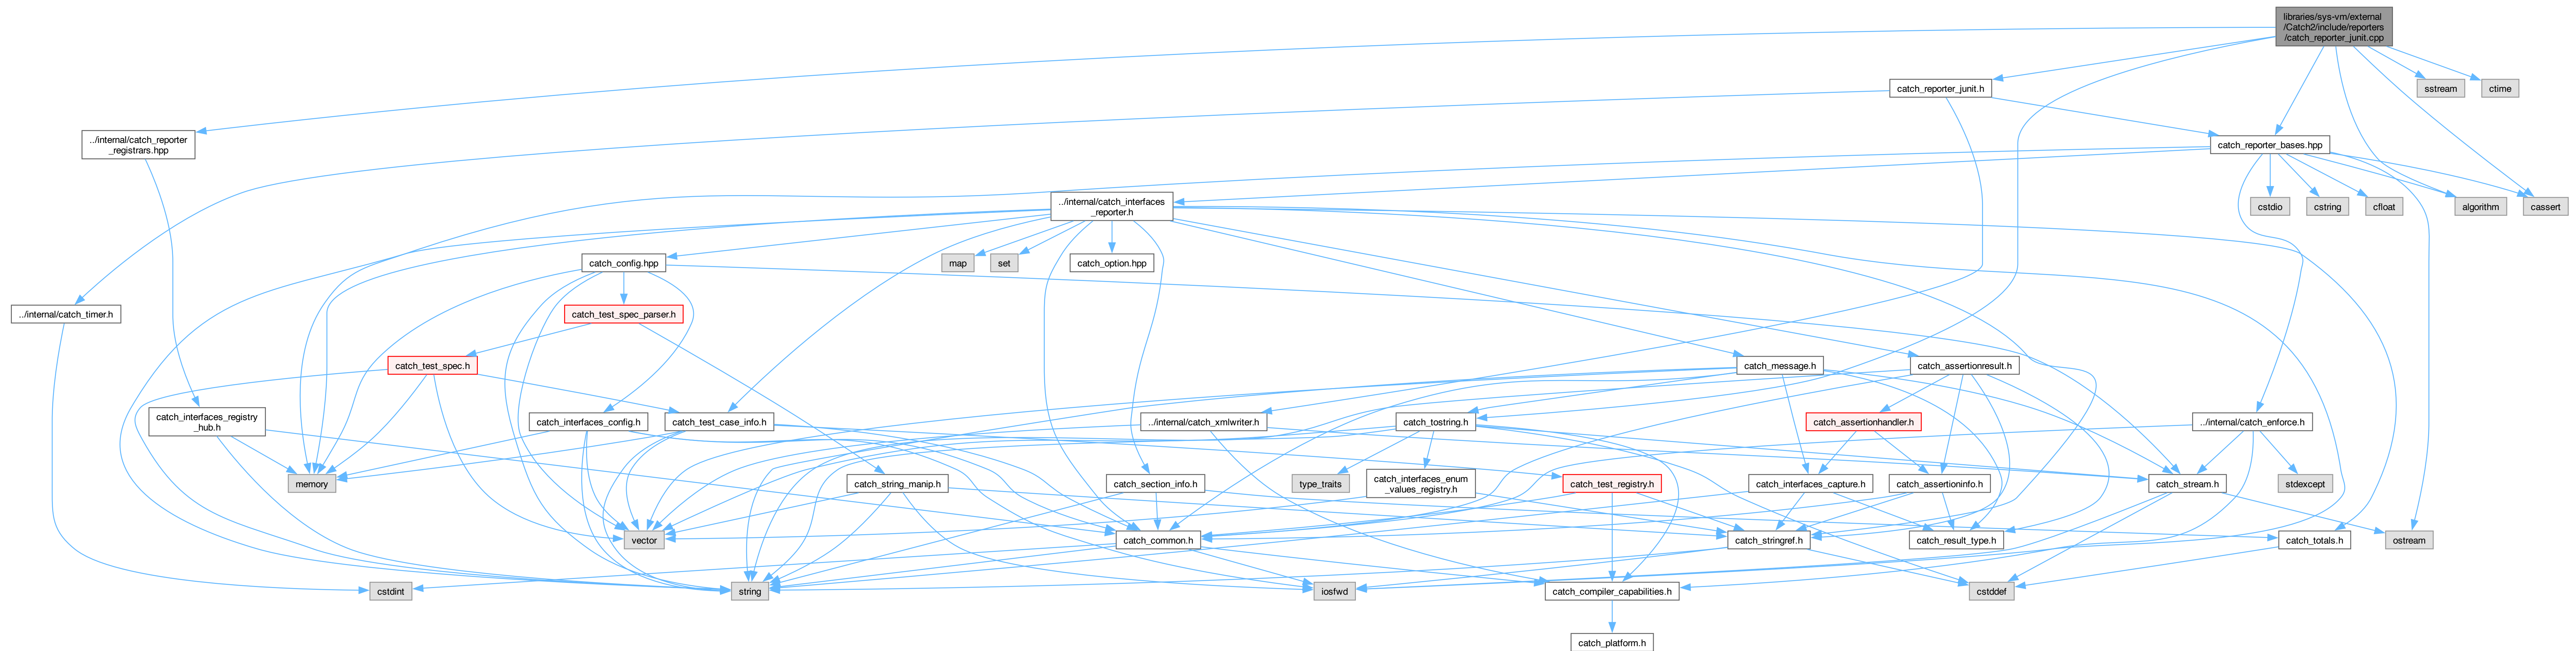 libraries/sys-vm/external
/Catch2/include/reporters
/catch_reporter_junit.cpp
catch_reporter_junit.h
sstream
ctime
../internal/catch_reporter
_registrars.hpp
catch_reporter_bases.hpp
../internal/catch_interfaces
_reporter.h
cstdio
cstring
cfloat
algorithm
cassert
catch_config.hpp
map
set
catch_option.hpp
../internal/catch_timer.h
catch_test_spec_parser.h
catch_test_spec.h
catch_message.h
catch_assertionresult.h
catch_interfaces_registry
_hub.h
catch_interfaces_config.h
catch_test_case_info.h
../internal/catch_xmlwriter.h
catch_tostring.h
catch_assertionhandler.h
../internal/catch_enforce.h
memory
catch_string_manip.h
catch_section_info.h
type_traits
catch_interfaces_enum
_values_registry.h
catch_test_registry.h
catch_interfaces_capture.h
catch_assertioninfo.h
catch_stream.h
stdexcept
vector
catch_common.h
catch_stringref.h
catch_result_type.h
catch_totals.h
ostream
cstdint
string
iosfwd
catch_compiler_capabilities.h
cstddef
catch_platform.h